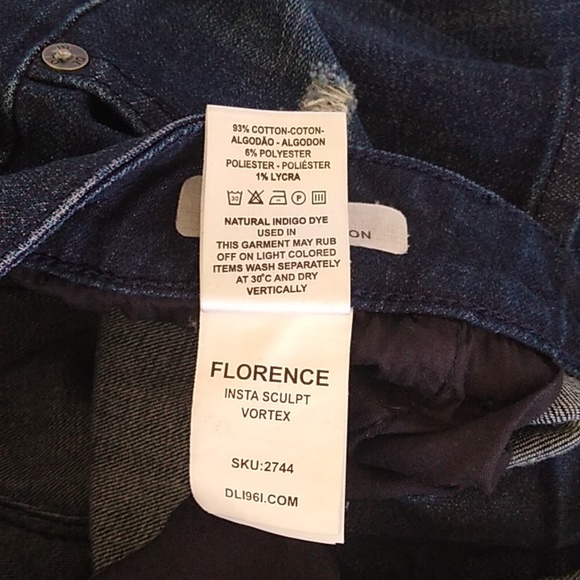 93% COTTON-COTON-
ALGODÃO - ALGODON
6% POLYESTER
POLIESTER - POLIÉSTER
1% LYCRA
30
P
NATURAL INDIGO DYE
USED IN
THIS GARMENT MAY RUB
OFF ON LIGHT COLORED
ITEMS WASH SEPARATELY
AT 30°C AND DRY
VERTICALLY
ON
FLORENCE
INSTA SCULPT
VORTEX
SKU:2744
DL1961.COM